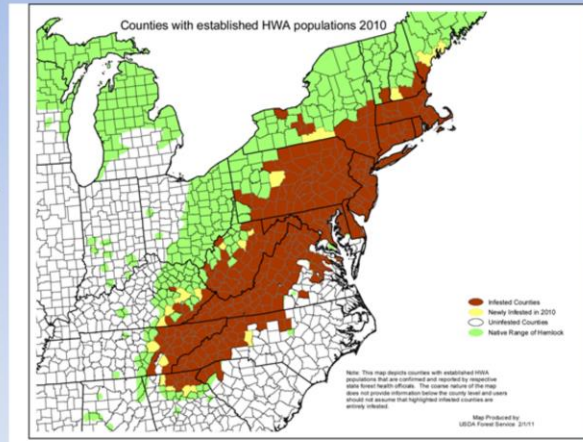 Counties with established HWA populations 2010
Infested Counties
Newly Infested in 2010
Uninfested Counties
Native Range of Hemlock
Note: This map depicts counties with established HWA
populations that are confirmed and reported by respective
state forest health officials. The coarse nature of the map
does not provide information below the county level and users
should not assume that highlighted infested counties are
entirely infested.
Map Produced by:
USDA Forest Service 2/1/11